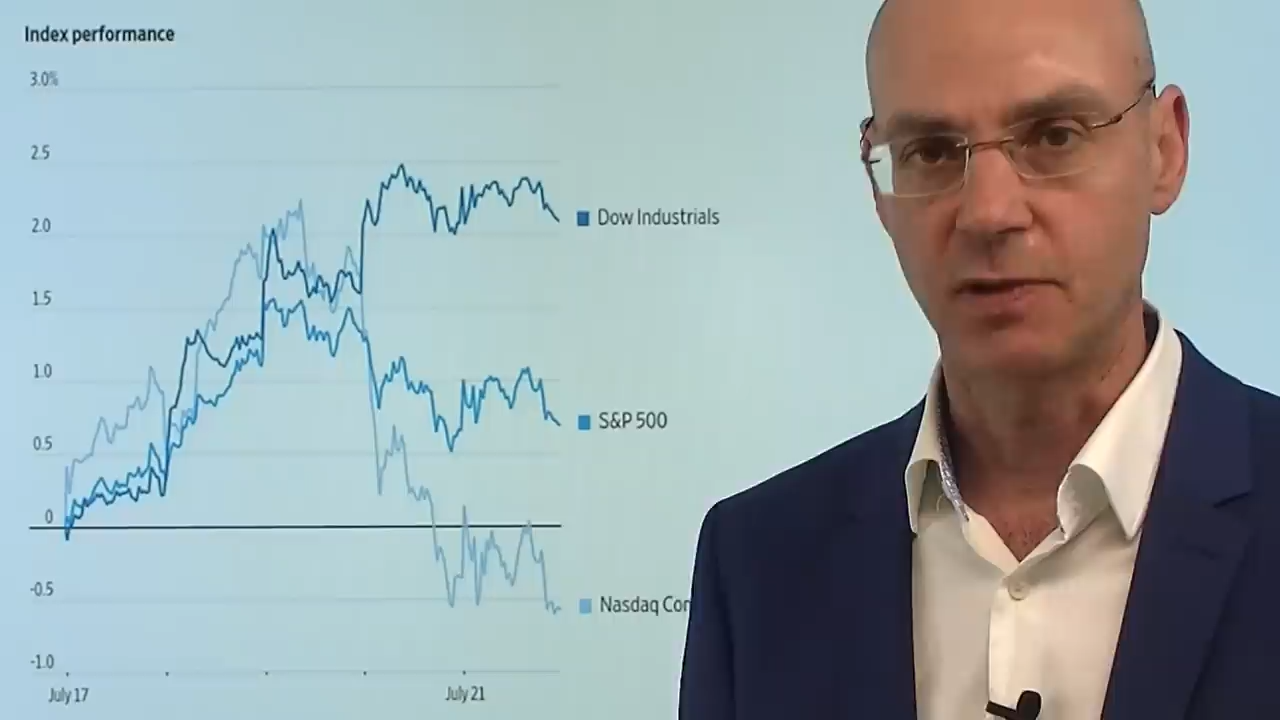 Index performance
3.0%
2.5
2.0
1.5
1.0
0.5
0
-0.5
-1.0
Dow Industrials
S&P 500
Nasdaq
July 17
July 21